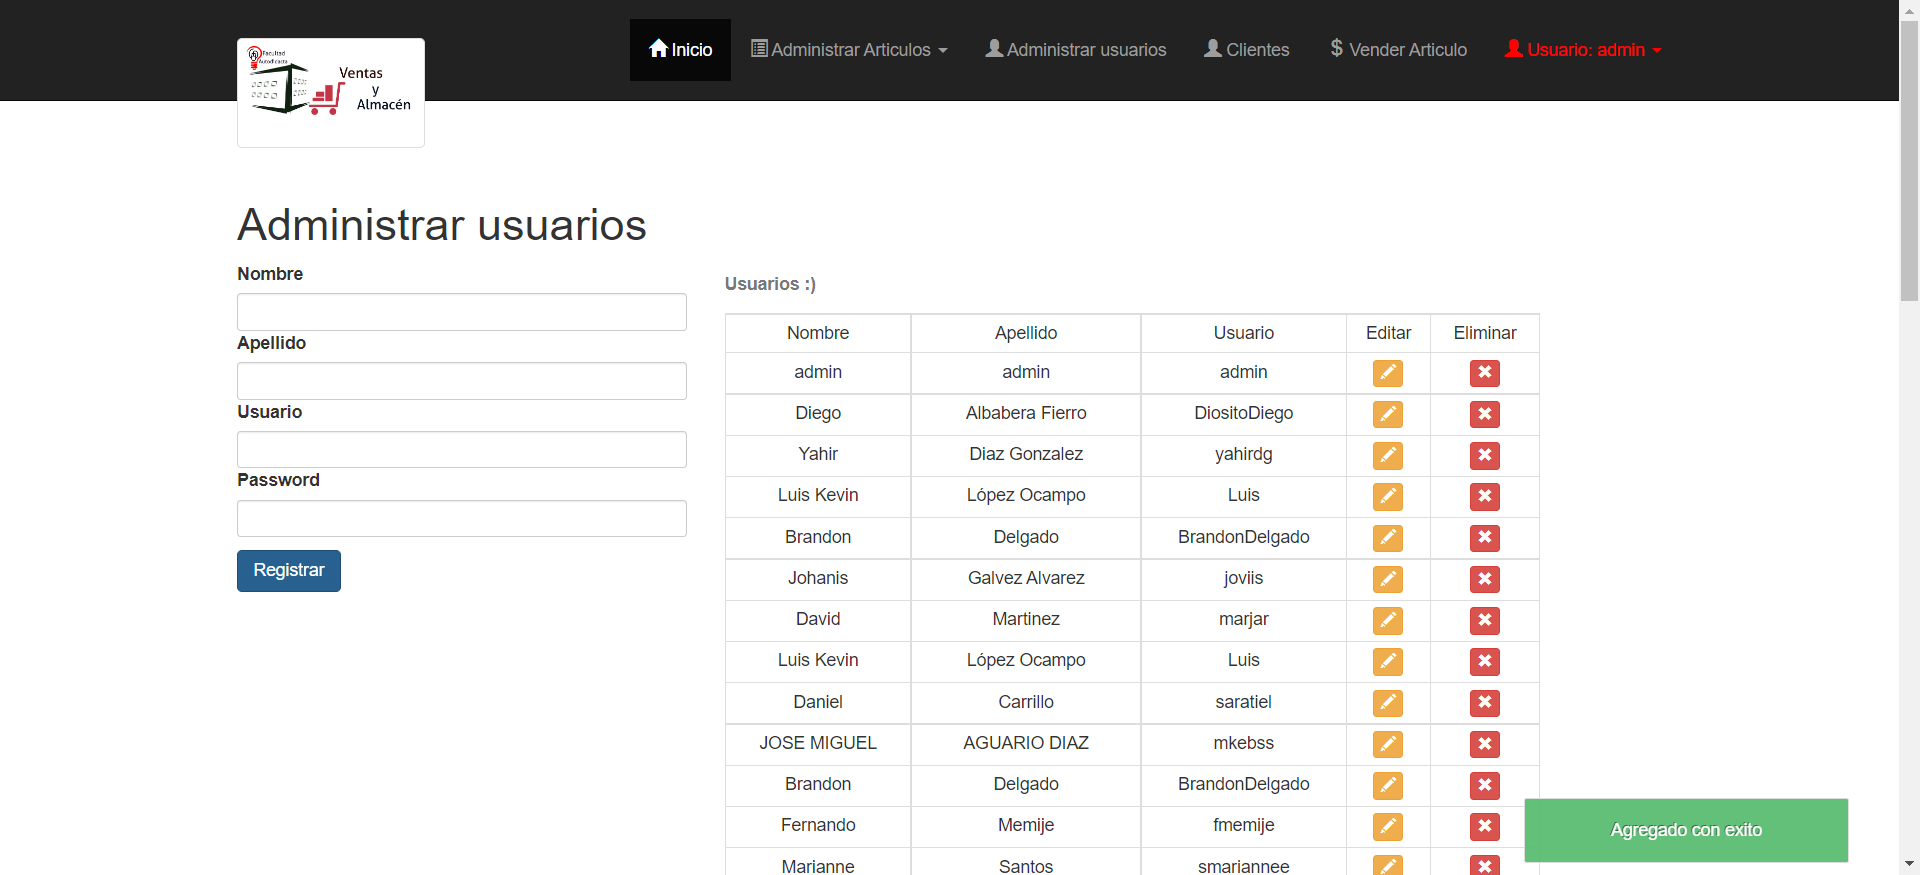 Facultad
Autodidacta
Ventas
y
Almacén
Inicio
Administrar Articulos
Administrar usuarios
Clientes
$ Vender Articulo
Usuario: admin
Administrar usuarios
Nombre
Apellido
Usuario
Password
Registrar
Usuarios :)
Nombre Apellido Usuario Editar Eliminar
admin admin admin
Diego Albabera Fierro DiositoDiego
Yahir Diaz Gonzalez yahirdg
Luis Kevin López Ocampo Luis
Brandon Delgado BrandonDelgado
Johanis Galvez Alvarez joviis
David Martinez marjar
Luis Kevin López Ocampo Luis
Daniel Carrillo saratiel
JOSE MIGUEL AGUARIO DIAZ mkebss
Brandon Delgado BrandonDelgado
Fernando Memije fmemije
Marianne Santos smariannee
Agregado con exito